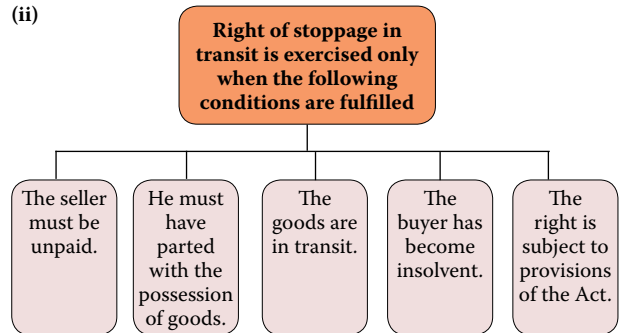 (ii)
Right of stoppage in
transit is exercised only
when the following
conditions are fulfilled
The seller
must be
unpaid.
He must
have
parted
with the
possession
of goods.
The
goods are
in transit.
The
buyer has
become
insolvent.
The
right is
subject to
provisions
of the Act.